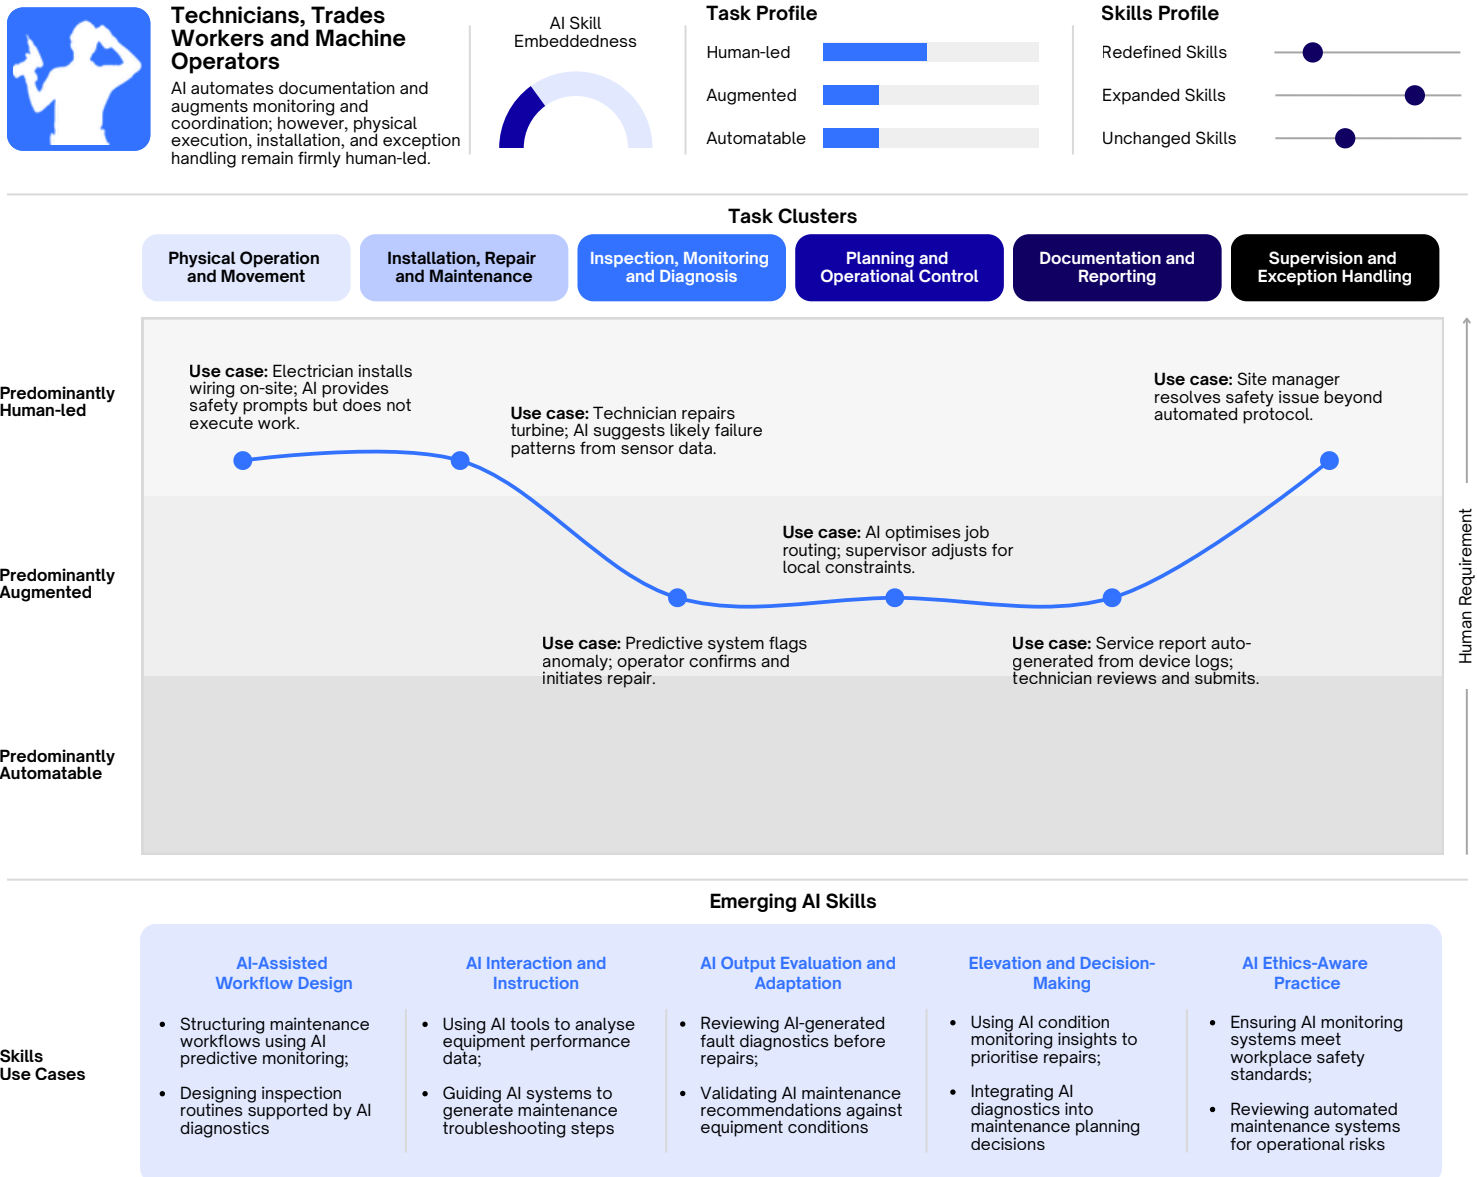 Technicians, Trades
Workers and Machine
Operators
AI automates documentation and
augments monitoring and
coordination; however, physical
execution, installation, and exception
handling remain firmly human-led.
AI Skill
Embeddedness
Task Profile
Human-led
Augmented
Automatable
Skills Profile
Redefined Skills
Expanded Skills
Unchanged Skills
Task Clusters
Physical Operation
and Movement
Installation, Repair
and Maintenance
Inspection, Monitoring
and Diagnosis
Planning and
Operational Control
Documentation and
Reporting
Supervision and
Exception Handling
Predominantly
Human-led
Use case: Electrician installs
wiring on-site; AI provides
safety prompts but does not
execute work.
Use case: Technician repairs
turbine; AI suggests likely failure
patterns from sensor data.
Use case: Site manager
resolves safety issue beyond
automated protocol.
Predominantly
Augmented
Use case: AI optimises job
routing; supervisor adjusts for
local constraints.
Use case: Predictive system flags
anomaly; operator confirms and
initiates repair.
Use case: Service report auto-
generated from device logs;
technician reviews and submits.
Predominantly
Automatable
Human Requirement
Emerging AI Skills
Skills
Use Cases
AI-Assisted
Workflow Design
• Structuring maintenance
workflows using AI
predictive monitoring;
• Designing inspection
routines supported by AI
diagnostics
AI Interaction and
Instruction
• Using AI tools to analyse
equipment performance
data;
• Guiding AI systems to
generate maintenance
troubleshooting steps
AI Output Evaluation and
Adaptation
• Reviewing AI-generated
fault diagnostics before
repairs;
• Validating AI maintenance
recommendations against
equipment conditions
Elevation and Decision-
Making
• Using AI condition
monitoring insights to
prioritise repairs;
• Integrating AI
diagnostics into
maintenance planning
decisions
AI Ethics-Aware
Practice
• Ensuring AI monitoring
systems meet
workplace safety
standards;
• Reviewing automated
maintenance systems
for operational risks